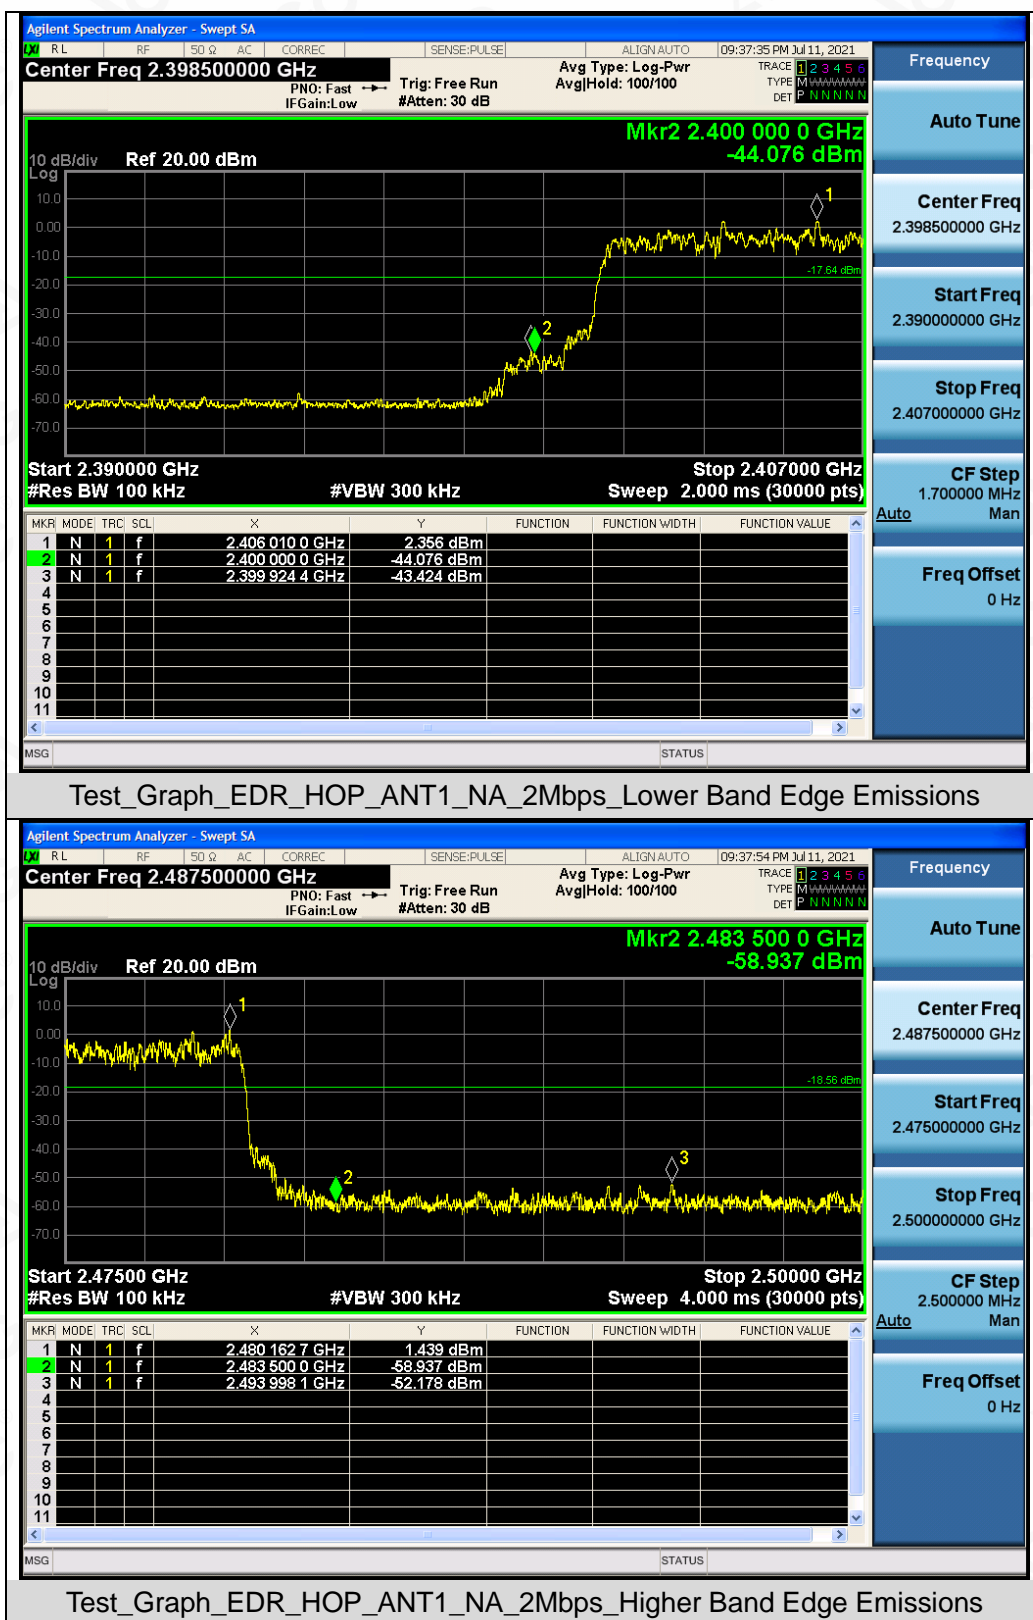 Agilent Spectrum Analyzer - Swept SA
LXI RL RF 50 Ω AC CORREC SENSE:PULSE ALIGN AUTO 09:37:35 PM Jul 11, 2021
Center Freq 2.398500000 GHz
PNO: Fast
IFGain:Low
Trig: Free Run
#Atten: 30 dB
Avg Type: Log-Pwr
Avg|Hold: 100/100
TRACE 1 2 3 4 5 6
TYPE M W W W W W
DET P N N N N N
Frequency
Auto Tune
Center Freq
2.398500000 GHz
Start Freq
2.390000000 GHz
Stop Freq
2.407000000 GHz
CF Step
1.700000 MHz
Auto Man
Freq Offset
0 Hz
Mkr2 2.400 000 0 GHz
-44.076 dBm
10 dB/div Ref 20.00 dBm
Log
10.0
0.00
-10.0
-20.0
-30.0
-40.0
-50.0
-60.0
-70.0
1
2
-17.64 dBm
Start 2.390000 GHz Stop 2.407000 GHz
#Res BW 100 kHz #VBW 300 kHz Sweep 2.000 ms (30000 pts)
MKR MODE TRC SCL X Y FUNCTION FUNCTION WIDTH FUNCTION VALUE
1 N 1 f 2.406 010 0 GHz 2.356 dBm
2 N 1 f 2.400 000 0 GHz -44.076 dBm
3 N 1 f 2.399 924 4 GHz -43.424 dBm
4
5
6
7
8
9
10
11
MSG STATUS
Test_Graph_EDR_HOP_ANT1_NA_2Mbps_Lower Band Edge Emissions
Agilent Spectrum Analyzer - Swept SA
LXI RL RF 50 Ω AC CORREC SENSE:PULSE ALIGN AUTO 09:37:54 PM Jul 11, 2021
Center Freq 2.487500000 GHz
PNO: Fast
IFGain:Low
Trig: Free Run
#Atten: 30 dB
Avg Type: Log-Pwr
Avg|Hold: 100/100
TRACE 1 2 3 4 5 6
TYPE M W W W W W
DET P N N N N N
Frequency
Auto Tune
Center Freq
2.487500000 GHz
Start Freq
2.475000000 GHz
Stop Freq
2.500000000 GHz
CF Step
2.500000 MHz
Auto Man
Freq Offset
0 Hz
Mkr2 2.483 500 0 GHz
-58.937 dBm
10 dB/div Ref 20.00 dBm
Log
10.0
0.00
-10.0
-20.0
-30.0
-40.0
-50.0
-60.0
-70.0
1
2
3
-18.56 dBm
Start 2.47500 GHz Stop 2.50000 GHz
#Res BW 100 kHz #VBW 300 kHz Sweep 4.000 ms (30000 pts)
MKR MODE TRC SCL X Y FUNCTION FUNCTION WIDTH FUNCTION VALUE
1 N 1 f 2.480 162 7 GHz 1.439 dBm
2 N 1 f 2.483 500 0 GHz -58.937 dBm
3 N 1 f 2.493 998 1 GHz -52.178 dBm
4
5
6
7
8
9
10
11
MSG STATUS
Test_Graph_EDR_HOP_ANT1_NA_2Mbps_Higher Band Edge Emissions